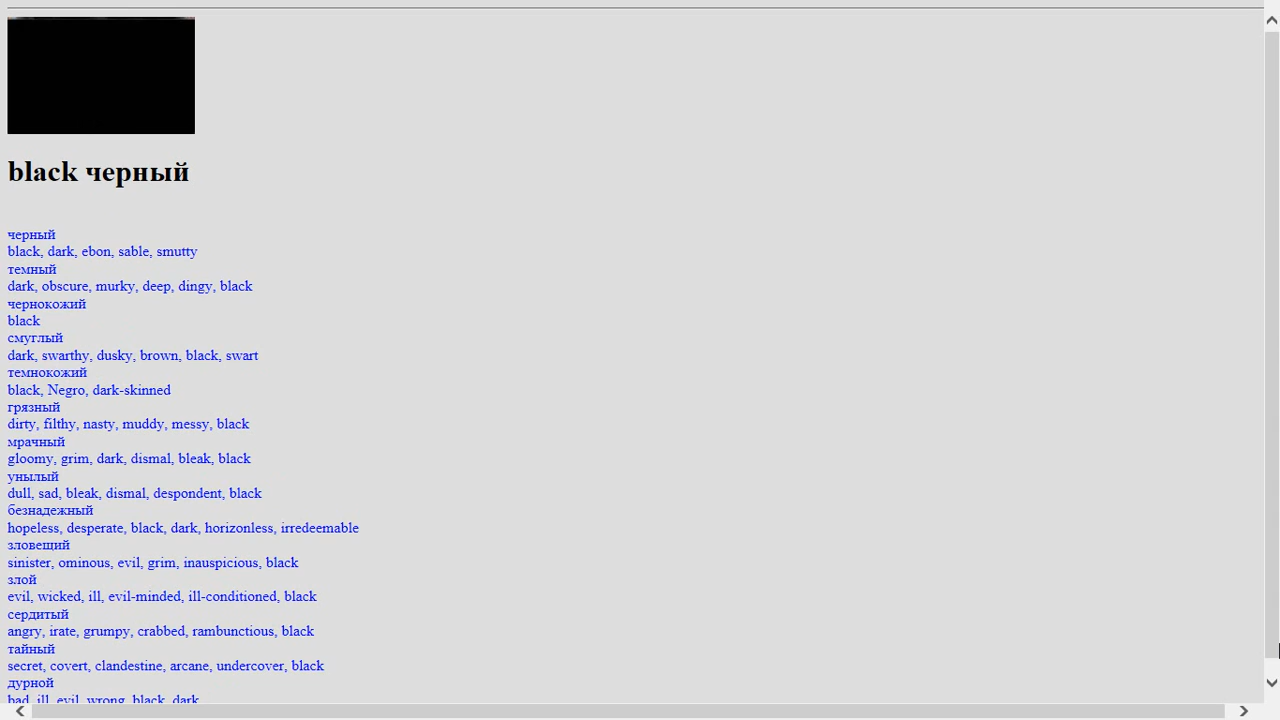 black черный
черный
black, dark, ebon, sable, smutty
темный
dark, obscure, murky, deep, dingy, black
чернокожий
black
смуглый
dark, swarthy, dusky, brown, black, swart
темнокожий
black, Negro, dark-skinned
грязный
dirty, filthy, nasty, muddy, messy, black
мрачный
gloomy, grim, dark, dismal, bleak, black
унылый
dull, sad, bleak, dismal, despondent, black
безнадежный
hopeless, desperate, black, dark, horizonless, irredeemable
зловещий
sinister, ominous, evil, grim, inauspicious, black
злой
evil, wicked, ill, evil-minded, ill-conditioned, black
сердитый
angry, irate, grumpy, crabbed, rambunctious, black
тайный
secret, covert, clandestine, arcane, undercover, black
дурной
bad, ill, evil, wrong, black, dark